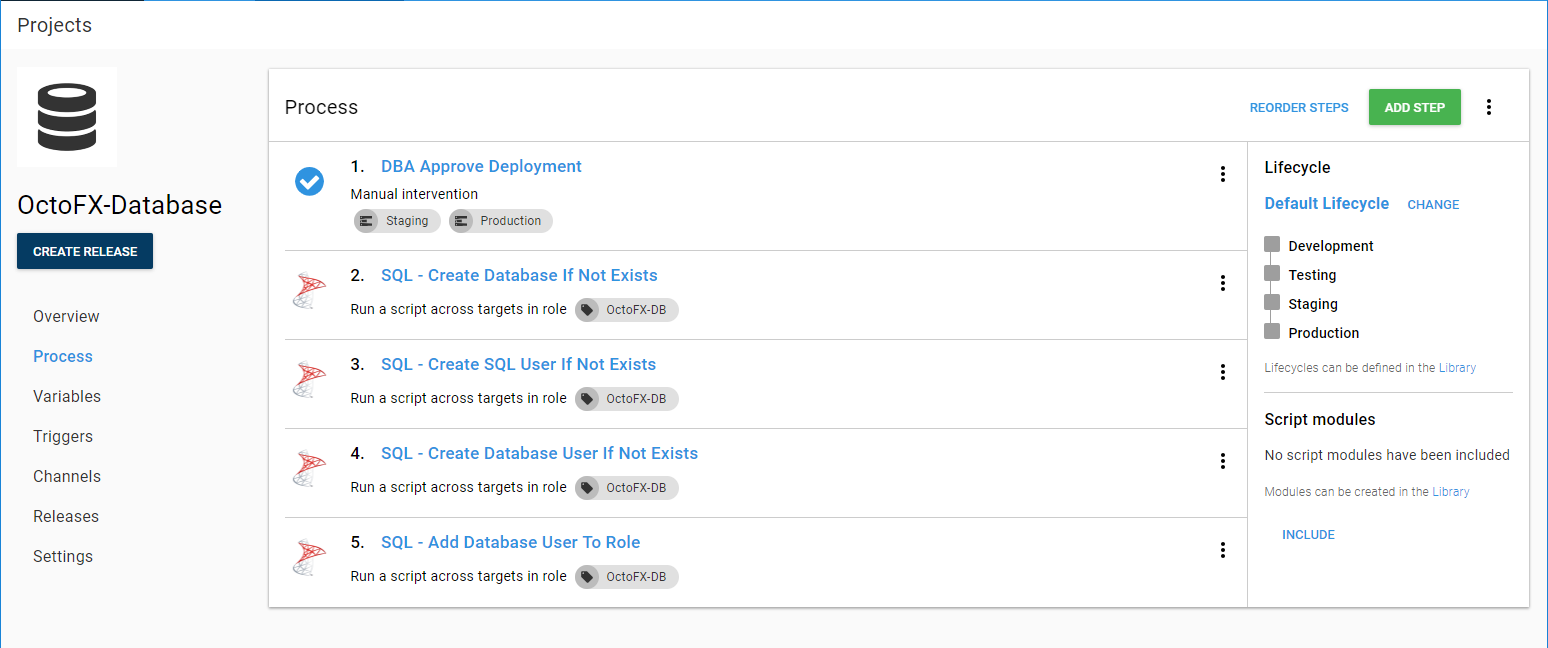 Projects
OctoFX-Database
CREATE RELEASE
Overview
Process
Variables
Triggers
Channels
Releases
Settings
Process
REORDER STEPS
ADD STEP
1. DBA Approve Deployment
Manual intervention
Staging Production
2. SQL - Create Database If Not Exists
Run a script across targets in role OctoFX-DB
3. SQL - Create SQL User If Not Exists
Run a script across targets in role OctoFX-DB
4. SQL - Create Database User If Not Exists
Run a script across targets in role OctoFX-DB
5. SQL - Add Database User To Role
Run a script across targets in role OctoFX-DB
Lifecycle
Default Lifecycle CHANGE
Development
Testing
Staging
Production
Lifecycles can be defined in the Library
Script modules
No script modules have been included
Modules can be created in the Library
INCLUDE